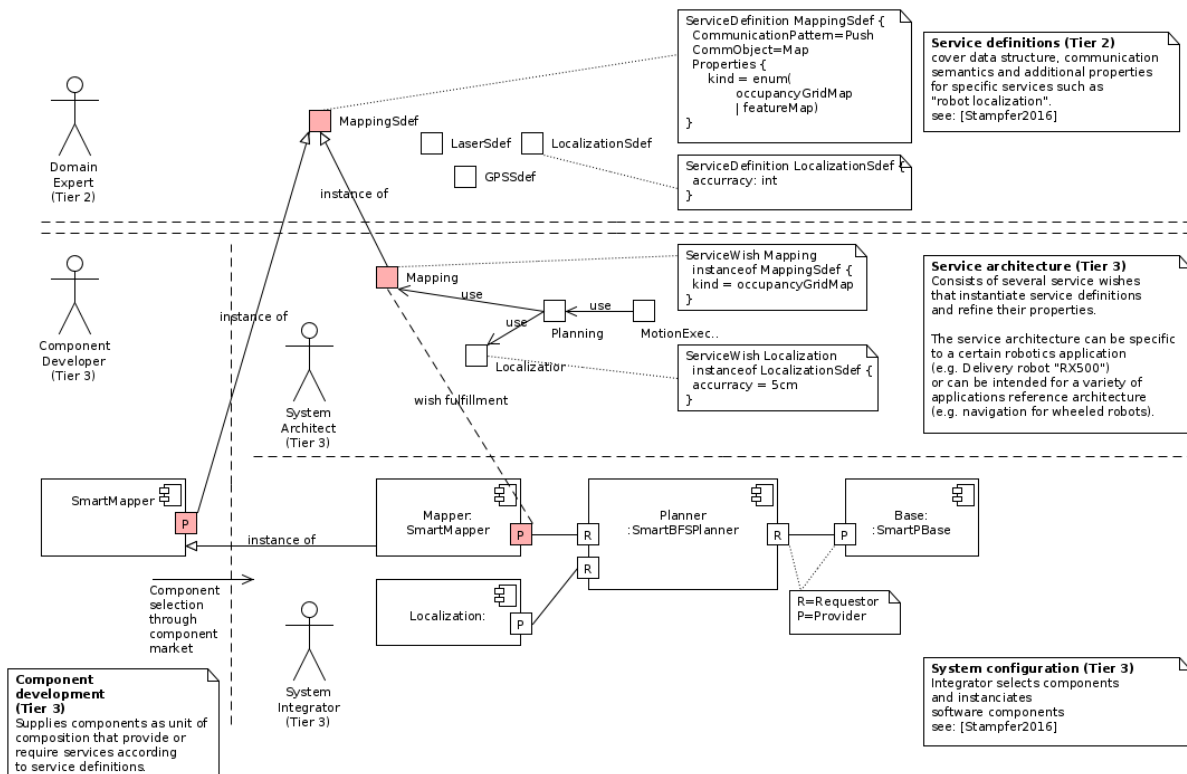 ServiceDefinition MappingSdef {
CommunicationPattern=Push
CommObject=Map
Properties {
kind = enum(
occupancyGridMap
| featureMap)
}
Service definitions (Tier 2)
cover data structure, communication
semantics and additional properties
for specific services such as
"robot localization".
see: [Stampfer2016]
MappingSdef
LaserSdef
LocalizationSdef
GPSSdef
Domain
Expert
(Tier 2)
instance of
ServiceDefinition LocalizationSdef {
accurracy: int
}
ServiceWish Mapping
instanceof MappingSdef {
kind = occupancyGridMap
}
Service architecture (Tier 3)
Consists of several service wishes
that instantiate service definitions
and refine their properties.
The service architecture can be specific
to a certain robotics application
(e.g. Delivery robot "RX500")
or can be intended for a variety of
applications reference architecture
(e.g. navigation for wheeled robots).
Mapping
use
use
use
Planning
MotionExec..
Localization
Component
Developer
(Tier 3)
instance of
System
Architect
(Tier 3)
ServiceWish Localization
instanceof LocalizationSdef {
accurracy = 5cm
}
wish fulfillment
SmartMapper
P
Mapper:
SmartMapper
P
R
R
Planner
:SmartBFSPlanner
R
P
Base:
:SmartPBase
instance of
Component
selection
through
component
market
Localization:
P
R=Requestor
P=Provider
System
Integrator
(Tier 3)
Component
development
(Tier 3)
Supplies components as unit of
composition that provide or
require services according
to service definitions.
System configuration (Tier 3)
Integrator selects components
and instanciates
software components
see: [Stampfer2016]